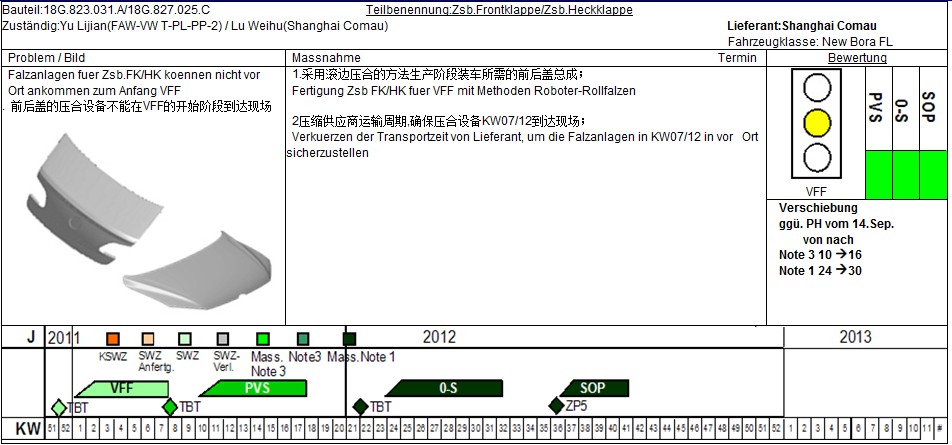 Bauteil:18G.823.031.A/18G.827.025.C
Teilbenennung:Zsb.Frontklappe/Zsb.Heckklappe
Zuständig:Yu Lijian(FAW-VW T-PL-PP-2) / Lu Weihu(Shanghai Comau)
Lieferant:Shanghai Comau
Fahrzeugklasse: New Bora FL
Problem / Bild
Massnahme
Termin
Bewertung
Falzanlagen fuer Zsb.FK/HK koennen nicht vor
Ort ankommen zum Anfang VFF
. 前后盖的压合设备不能在VFF的开始阶段到达现场
1.采用滚边压合的方法生产阶段装车所需的前后盖总成；
Fertigung Zsb FK/HK fuer VFF mit Methoden Roboter-Rollfalzen
2压缩供应商运输周期,确保压合设备KW07/12到达现场；
Verkuerzen der Transportzeit von Lieferant, um die Falzanlagen in KW07/12 in vor Ort
sicherzustellen
VFF
PVS
0-S
SOP
Verschiebung
ggü. PH vom 14.Sep.
von nach
Note 3 10 →16
Note 1 24 →30
J 2011 2012 2013
KSWZ
SWZ Anfertg.
SWZ
SWZ-Verl.
Mass. Note 3
Note3
Mass.Note 1
VFF PVS 0-S SOP
TBT TBT TBT ZP5
KW 51 52 1 2 3 4 5 6 7 8 9 10 11 12 13 14 15 16 17 18 19 20 21 22 23 24 25 26 27 28 29 30 31 32 33 34 35 36 37 38 39 40 41 42 43 44 45 46 47 48 49 50 51 52 1 2 3 4 5 6 7 8 9 10 11 #